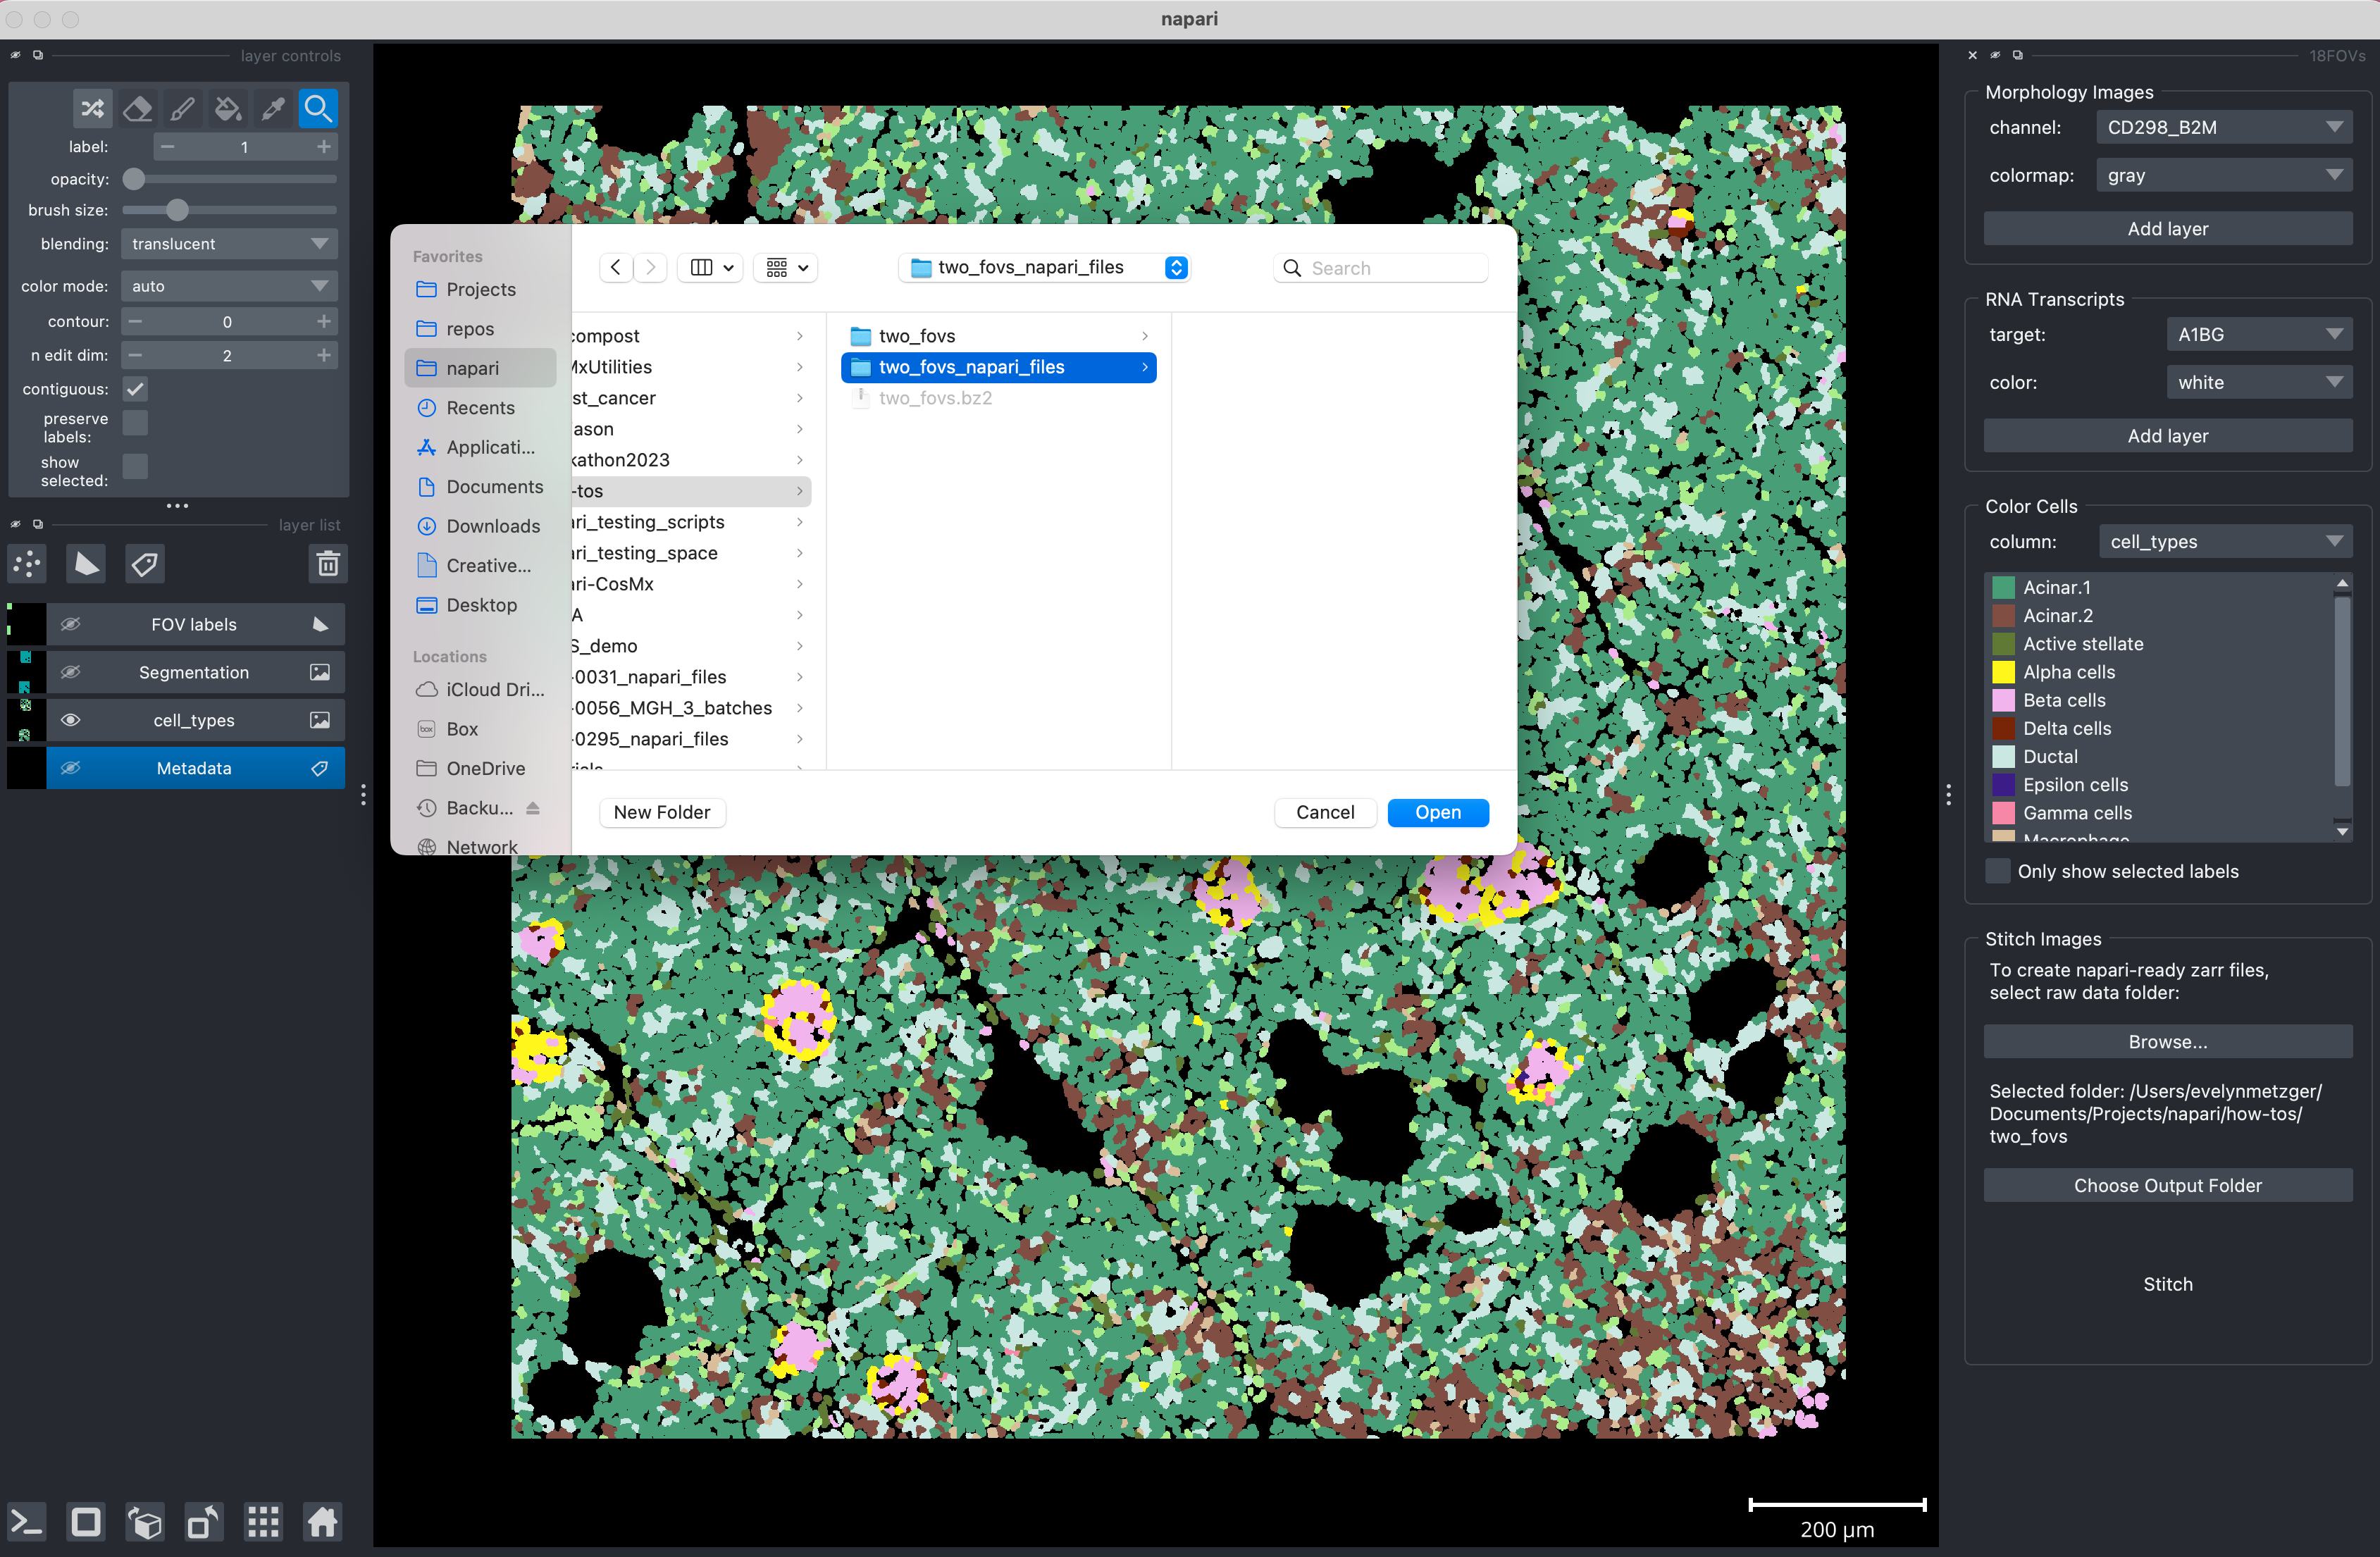 napari
layer controls
label:
1
opacity:
brush size:
blending:
translucent
color mode:
auto
contour:
0
n edit dim:
2
contiguous:
preserve
labels:
show
selected:
layer list
FOV labels
Segmentation
cell_types
Metadata
Favorites
Projects
repos
napari
Recents
Applicati...
Documents
Downloads
Creative...
Desktop
Locations
iCloud Dri...
Box
OneDrive
Backu...
Network
two_fovs_napari_files
Search
compost
MxUtilities
st_cancer
ason
kathon2023
-tos
ari_testing_scripts
ari_testing_space
ari-CosMx
A
S_demo
-0031_napari_files
-0056_MGH_3_batches
-0295_napari_files
two_fovs
two_fovs_napari_files
two_fovs.bz2
New Folder
Cancel
Open
200 μm
18FOVs
Morphology Images
channel:
CD298_B2M
colormap:
gray
Add layer
RNA Transcripts
target:
A1BG
color:
white
Add layer
Color Cells
column:
cell_types
Acinar.1
Acinar.2
Active stellate
Alpha cells
Beta cells
Delta cells
Ductal
Epsilon cells
Gamma cells
Macrophage
Only show selected labels
Stitch Images
To create napari-ready zarr files,
select raw data folder:
Browse...
Selected folder: /Users/evelynmetzger/
Documents/Projects/napari/how-tos/
two_fovs
Choose Output Folder
Stitch